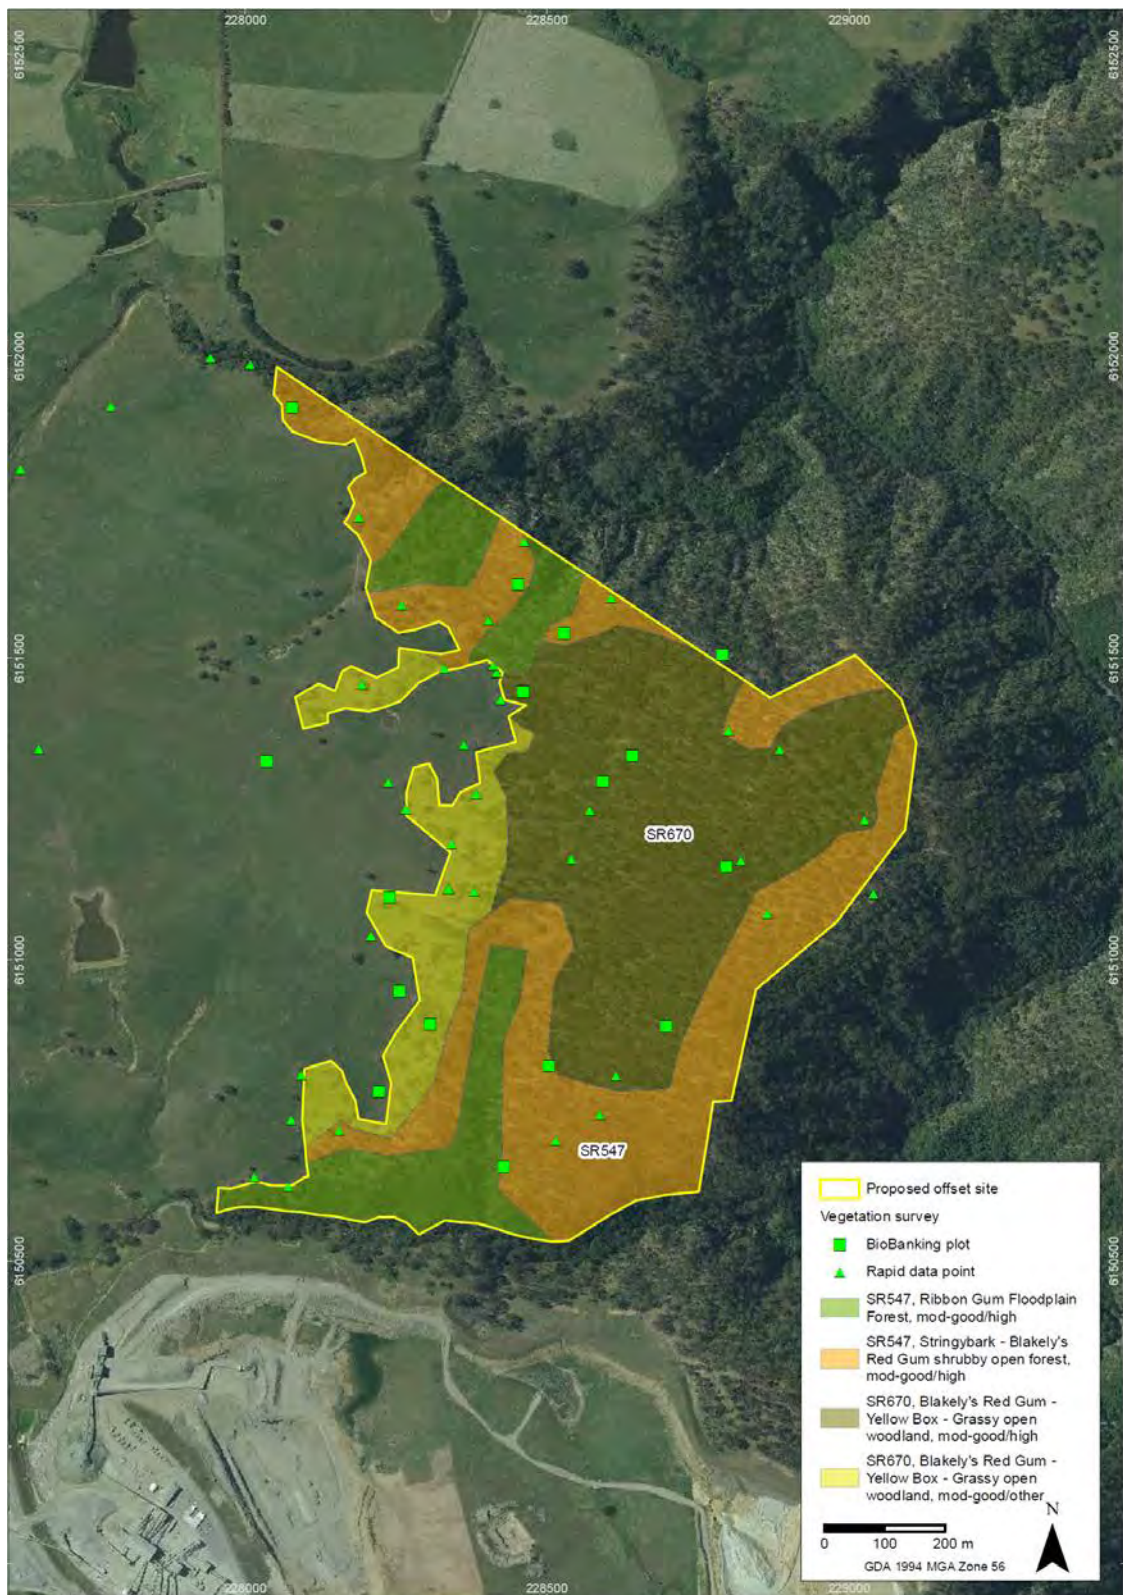 228000
228500
229000
6152500
6152500
6152000
6152000
6151500
6151500
SR670
6151000
6151000
SR547
Proposed offset site
Vegetation survey
BioBanking plot
Rapid data point
SR547, Ribbon Gum Floodplain
Forest, mod-good/high
SR547, Stringybark - Blakely's
Red Gum shrubby open forest,
mod-good/high
SR670, Blakely's Red Gum -
Yellow Box - Grassy open
woodland, mod-good/high
SR670, Blakely's Red Gum -
Yellow Box - Grassy open
woodland, mod-good/other
6150500
6150500
N
0 100 200 m
GDA 1994 MGA Zone 56
228000
228500
229000